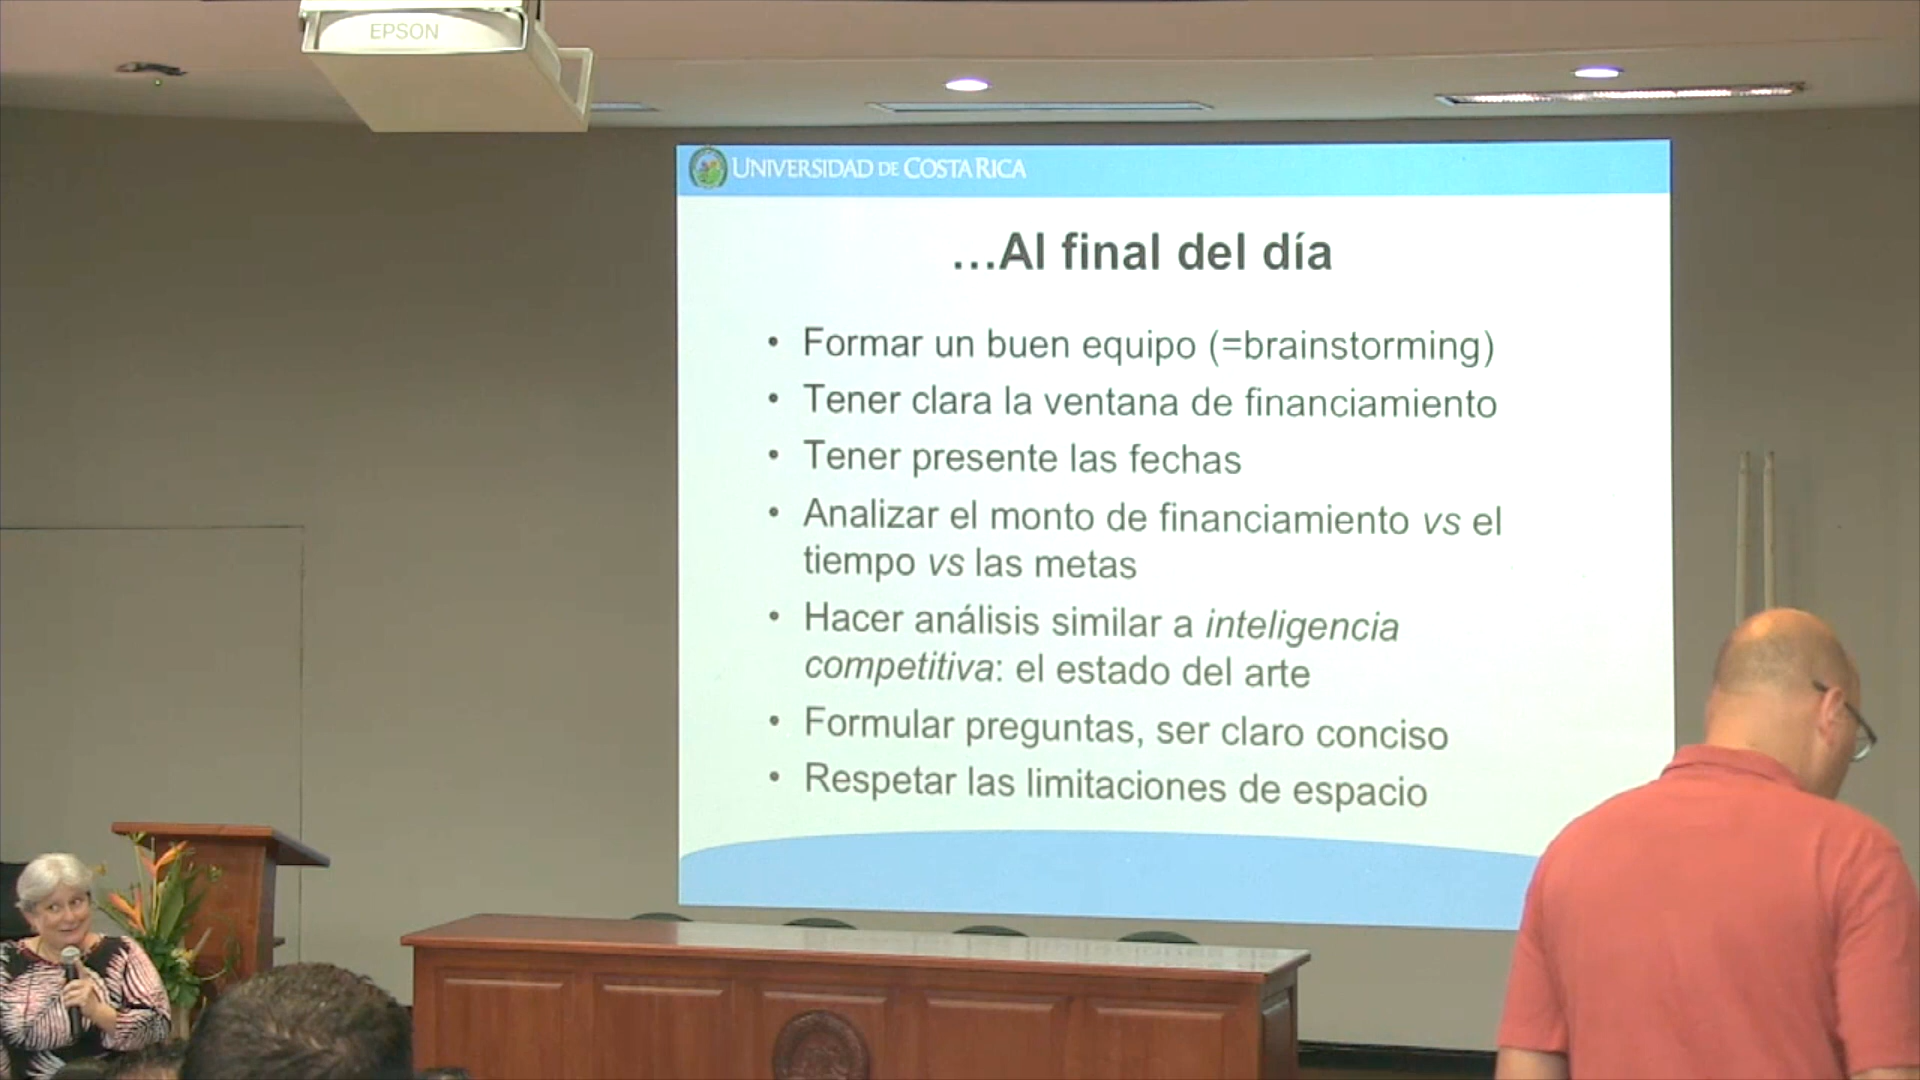 EPSON
UNIVERSIDAD DE COSTA RICA
...Al final del día
• Formar un buen equipo (=brainstorming)
• Tener clara la ventana de financiamiento
• Tener presente las fechas
• Analizar el monto de financiamiento vs el
tiempo vs las metas
• Hacer análisis similar a inteligencia
competitiva: el estado del arte
• Formular preguntas, ser claro conciso
• Respetar las limitaciones de espacio